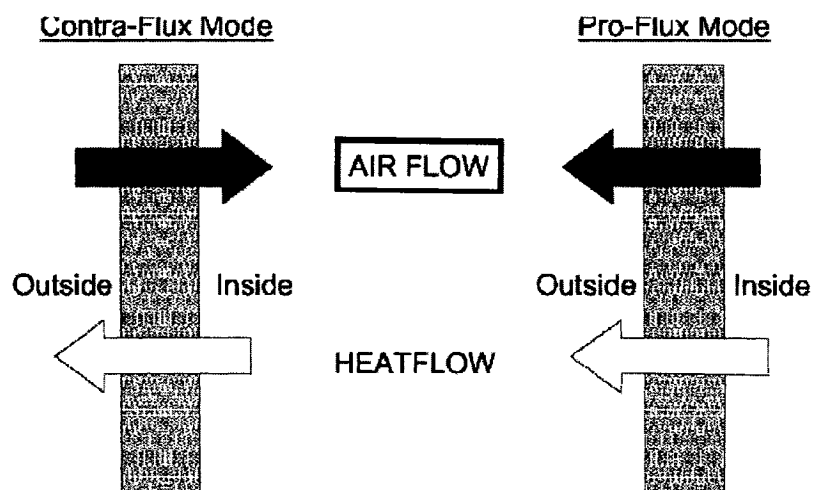 Contra-Flux Mode
Pro-Flux Mode
AIR FLOW
Outside
Inside
Outside
Inside
HEATFLOW